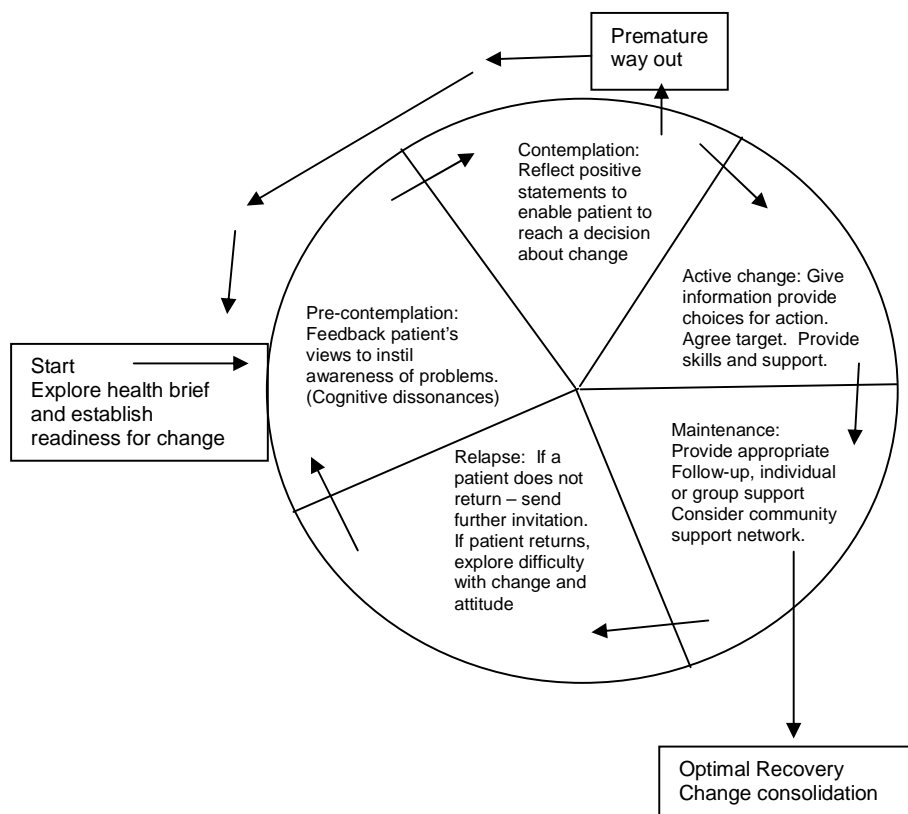 Premature
way out
Contemplation:
Reflect positive
statements to
enable patient to
reach a decision
about change
Active change: Give
information provide
choices for action.
Agree target.  Provide
skills and support.
Pre-contemplation:
Feedback patient's
views to instil
awareness of problems.
(Cognitive dissonances)
Start
Explore health brief
and establish
readiness for change
Maintenance:
Provide appropriate
Follow-up, individual
or group support
Consider community
support network.
Relapse:  If a
patient does not
return – send
further invitation.
If patient returns,
explore difficulty
with change and
attitude
Optimal Recovery
Change consolidation